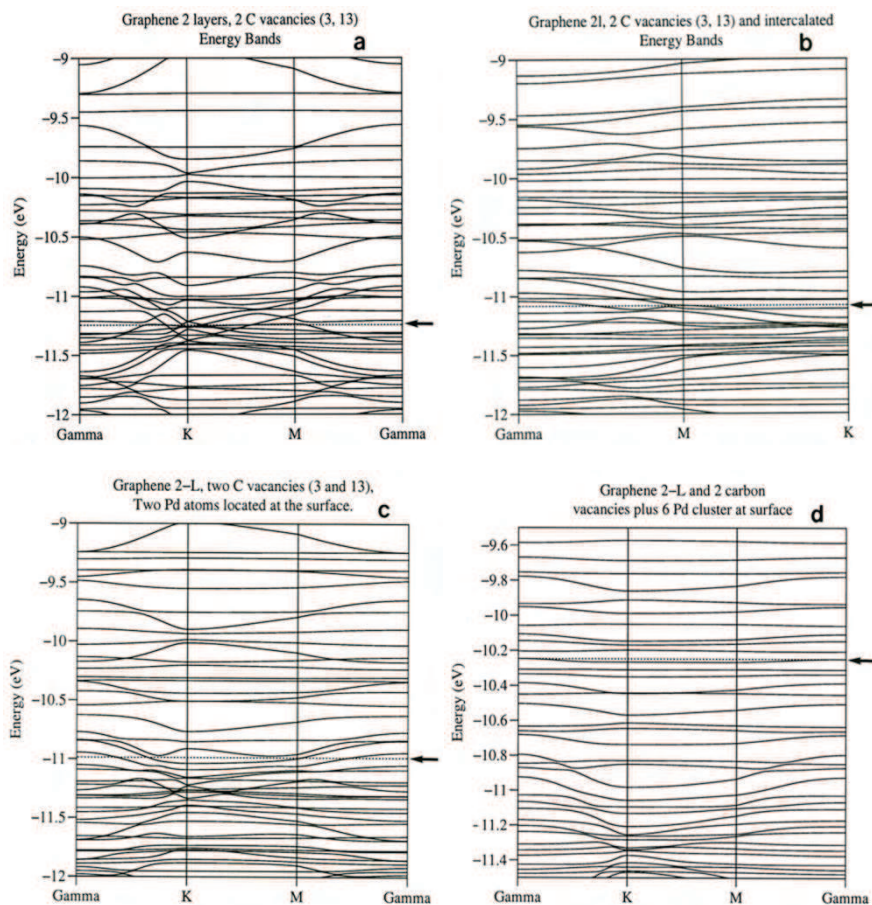 Graphene 2 layers, 2 C vacancies (3, 13)
Energy Bands
a
-9
-9.5
-10
-10.5
-11
-11.5
-12
Energy (eV)
Gamma K M Gamma
Graphene 2l, 2 C vacancies (3, 13) and intercalated
Energy Bands
b
-9
-9.5
-10
-10.5
-11
-11.5
-12
Energy (eV)
Gamma M K
Graphene 2-L, two C vacancies (3 and 13),
Two Pd atoms located at the surface.
c
-9
-9.5
-10
-10.5
-11
-11.5
-12
Energy (eV)
Gamma K M Gamma
Graphene 2-L and 2 carbon
vacancies plus 6 Pd cluster at surface
d
-9.6
-9.8
-10
-10.2
-10.4
-10.6
-10.8
-11
-11.2
-11.4
Energy (eV)
Gamma K M Gamma